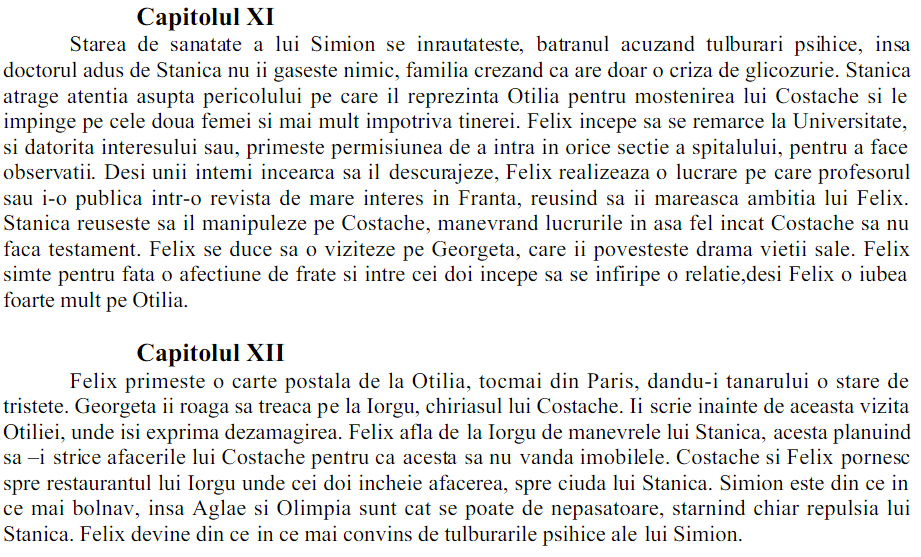 Capitolul XI
Starea de sanatate a lui Simion se inrautateste, batranul acuzand tulburari psihice, insa
doctorul adus de Stanica nu ii gaseste nimic, familia crezand ca are doar o criza de glicozurie. Stanica
atrage atentia asupra pericolului pe care il reprezinta Otilia pentru mostenirea lui Costache si le
impinge pe cele doua femei si mai mult impotriva tinerei. Felix incepe sa se remarce la Universitate,
si datorita interesului sau, primeste permisiunea de a intra in orice sectie a spitalului, pentru a face
observatii. Desi unii interni incearca sa il descurajeze, Felix realizeaza o lucrare pe care profesorul
sau i-o publica intr-o revista de mare interes in Franta, reusind sa ii mareasca ambitia lui Felix.
Stanica reuseste sa il manipuleze pe Costache, manevrand lucrurile in asa fel incat Costache sa nu
faca testament. Felix se duce sa o viziteze pe Georgeta, care ii povesteste drama vietii sale. Felix
simte pentru fata o afectiune de frate si intre cei doi incepe sa se infiripe o relatie,desi Felix o iubea
foarte mult pe Otilia.
Capitolul XII
Felix primeste o carte postala de la Otilia, tocmai din Paris, dandu-i tanarului o stare de
tristete. Georgeta ii roaga sa treaca pe la Iorgu, chiriasul lui Costache. Ii scrie inainte de aceasta vizita
Otiliei, unde isi exprima dezamagirea. Felix afla de la Iorgu de manevrele lui Stanica, acesta planuind
sa –i strice afacerile lui Costache pentru ca acesta sa nu vanda imobilele. Costache si Felix pornesc
spre restaurantul lui Iorgu unde cei doi incheie afacerea, spre ciuda lui Stanica. Simion este din ce in
ce mai bolnav, insa Aglae si Olimpia sunt cat se poate de nepasatoare, starnind chiar repulsia lui
Stanica. Felix devine din ce in ce mai convins de tulburarile psihice ale lui Simion.